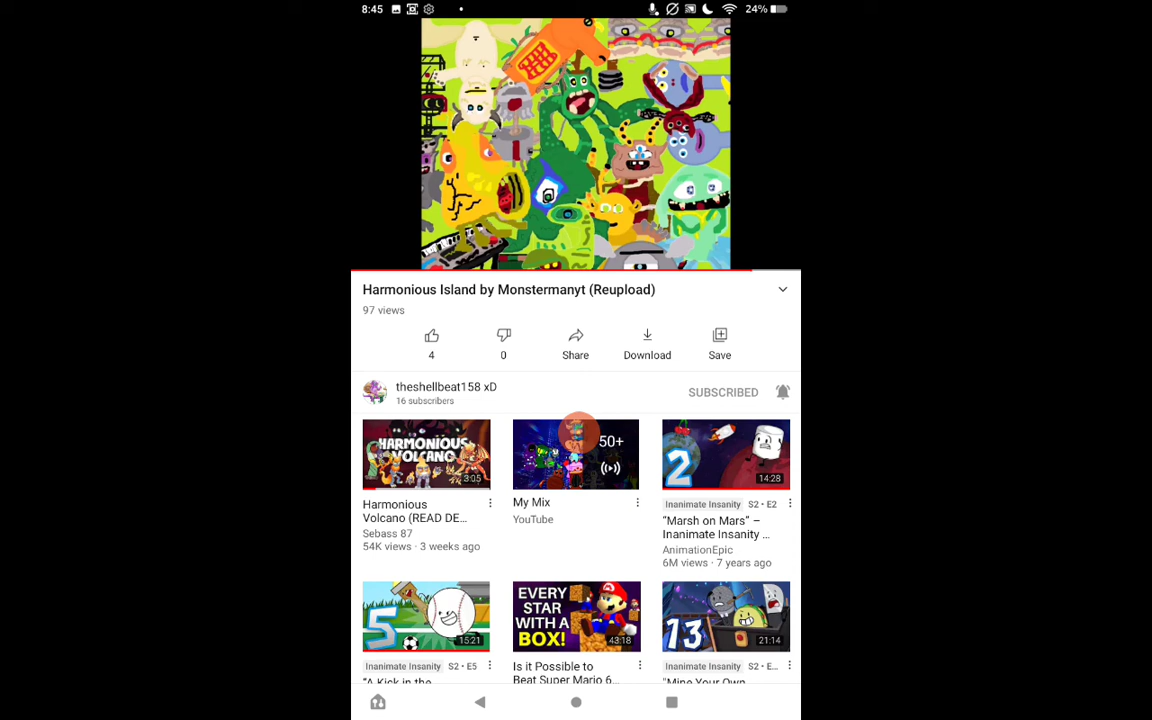 8:45
24%
Harmonious Island by Monstermanyt (Reupload)
97 views
4
0
Share
Download
Save
theshellbeat158 xD
16 subscribers
SUBSCRIBED
HARMONIOUS
VOLCANO
3:05
Harmonious
Volcano (READ DE...
Sebass 87
54K views · 3 weeks ago
50+
My Mix
YouTube
2
14:28
Inanimate Insanity S2 • E2
"Marsh on Mars" –
Inanimate Insanity ...
AnimationEpic
6M views · 7 years ago
5
15:21
Inanimate Insanity S2 • E5
"A Kick in the
EVERY
STAR
WITH A
BOX!
43:18
Is it Possible to
Beat Super Mario 6...
13
21:14
Inanimate Insanity S2 • E...
"Mine Your Own